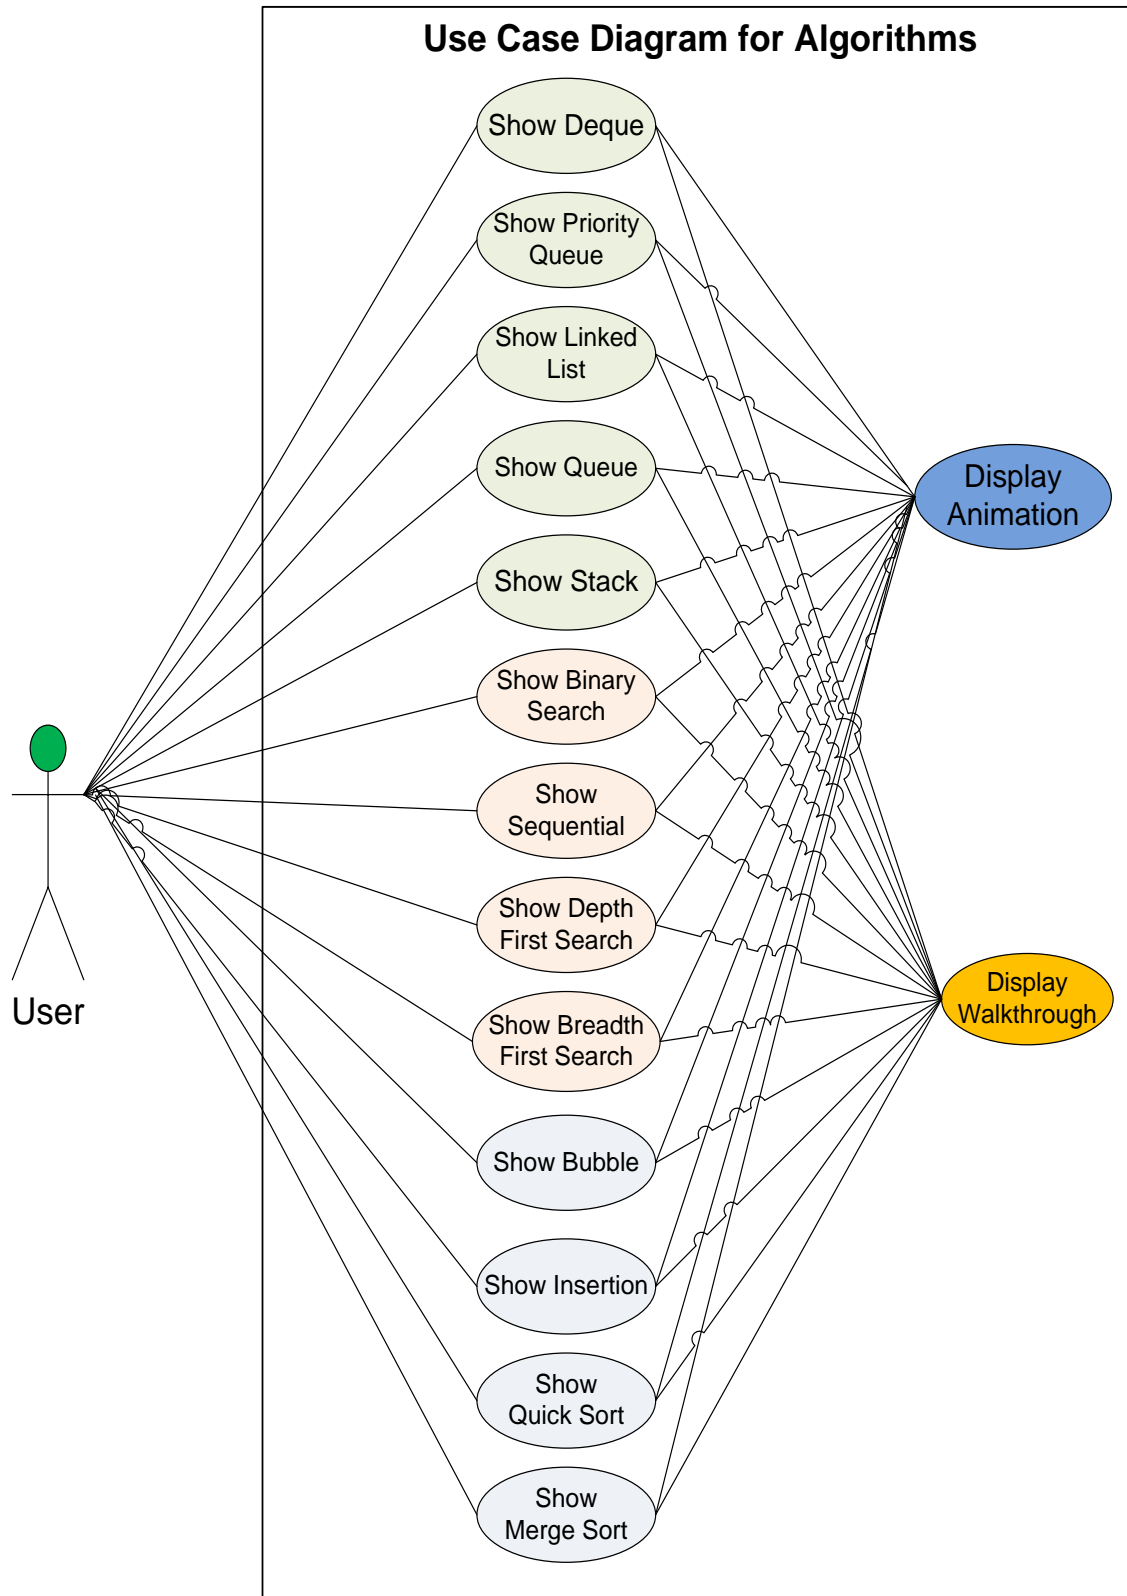 Use Case Diagram for Algorithms
Show Deque
Show Priority
Queue
Show Linked
List
Show Queue
Show Stack
Show Binary
Search
Show
Sequential
Show Depth
First Search
Show Breadth
First Search
Show Bubble
Show Insertion
Show
Quick Sort
Show
Merge Sort
Display
Animation
Display
Walkthrough
User